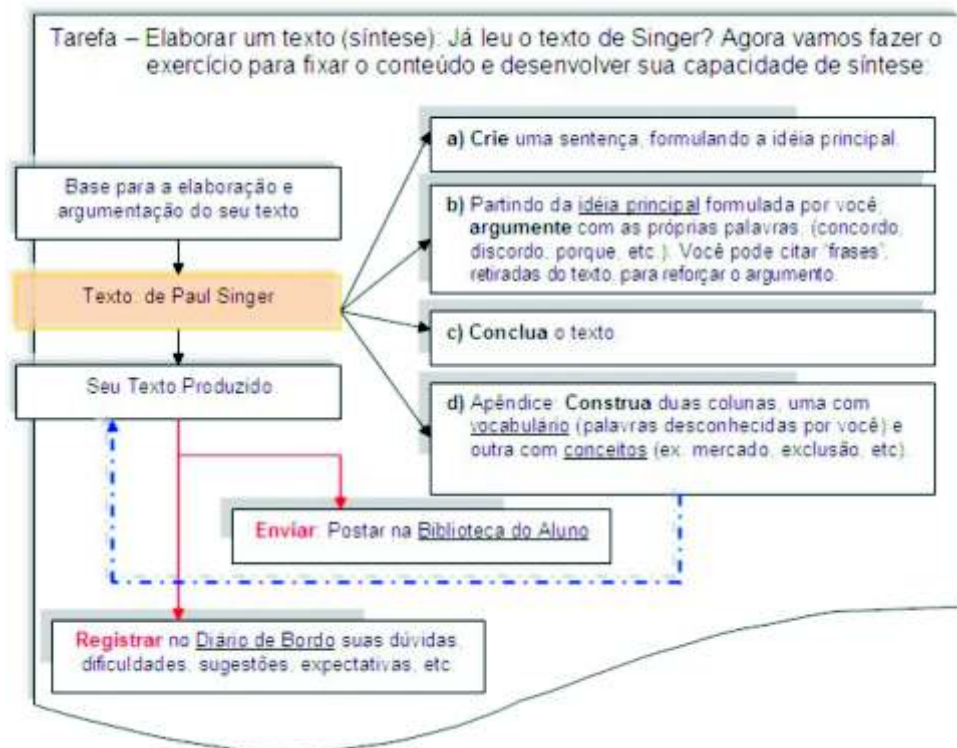 Tarefa – Elaborar um texto (síntese): Já leu o texto de Singer? Agora vamos fazer o
exercício para fixar o conteúdo e desenvolver sua capacidade de síntese:
Base para a elaboração e
argumentação do seu texto
Texto de Paul Singer
Seu Texto Produzido
a) Crie uma sentença, formulando a idéia principal.
b) Partindo da idéia principal formulada por você,
argumente com as próprias palavras, (concordo,
discordo, porque, etc.). Você pode citar “frases”,
retiradas do texto, para reforçar o argumento.
c) Conclua o texto.
d) Apêndice: Construa duas colunas, uma com
vocabulário (palavras desconhecidas por você) e
outra com conceitos (ex. mercado, exclusão, etc).
Enviar: Postar na Biblioteca do Aluno
Registrar no Diário de Bordo suas dúvidas,
dificuldades, sugestões, expectativas, etc